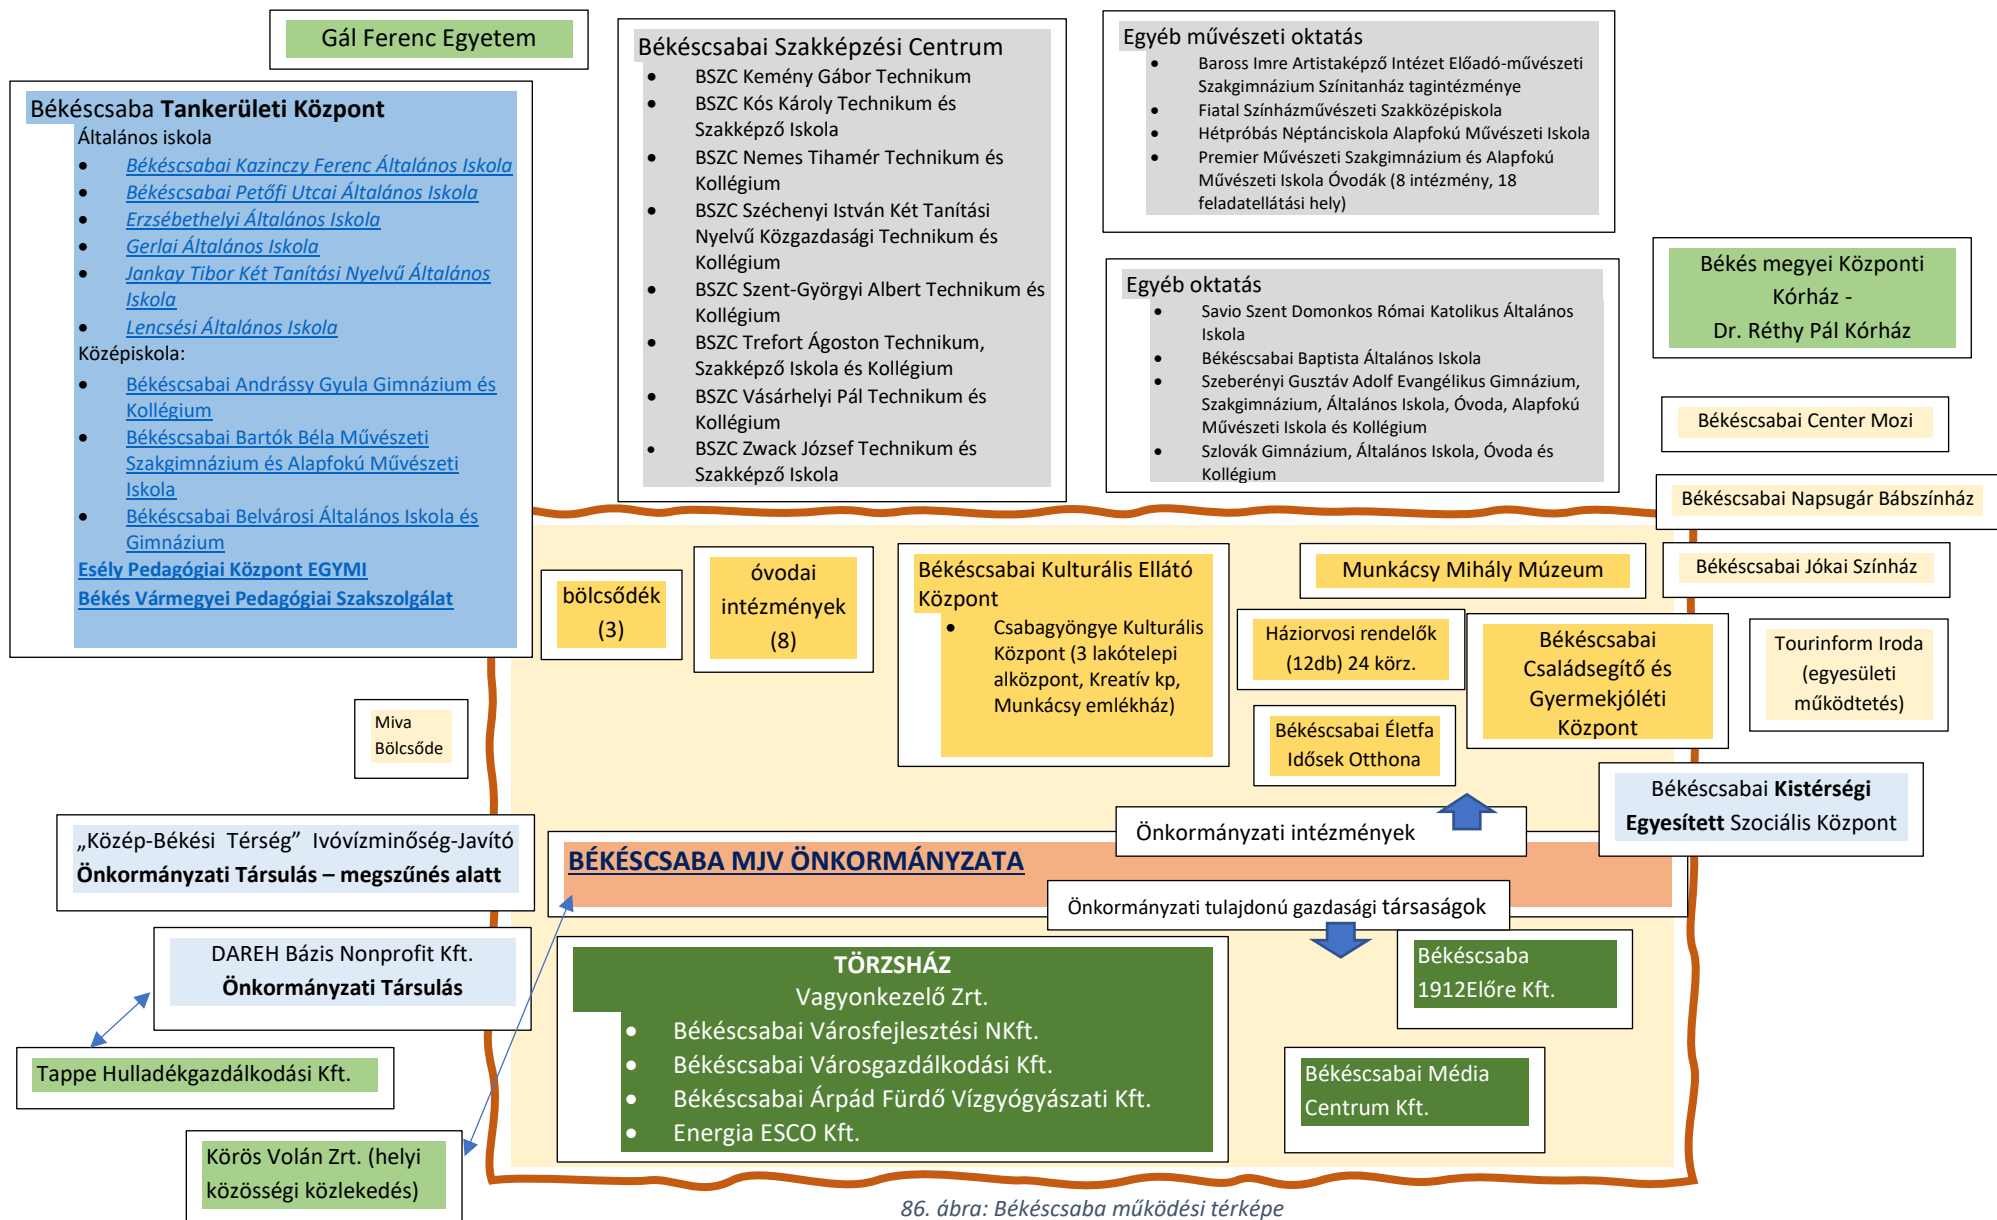 Gál Ferenc Egyetem
Békéscsaba Tankerületi Központ
Általános iskola
• Békéscsabai Kazinczy Ferenc Általános Iskola
• Békéscsabai Petőfi Utcai Általános Iskola
• Erzsébethelyi Általános Iskola
• Gerlai Általános Iskola
• Jankay Tibor Két Tanítási Nyelvű Általános
Iskola
• Lencsési Általános Iskola
Középiskola:
• Békéscsabai Andrássy Gyula Gimnázium és
Kollégium
• Békéscsabai Bartók Béla Művészeti
Szakgimnázium és Alapfokú Művészeti
Iskola
• Békéscsabai Belvárosi Általános Iskola és
Gimnázium
Esély Pedagógiai Központ EGYMI
Békés Vármegyei Pedagógiai Szakszolgálat
Békéscsabai Szakképzési Centrum
• BSZC Kemény Gábor Technikum
• BSZC Kós Károly Technikum és
Szakképző Iskola
• BSZC Nemes Tihamér Technikum és
Kollégium
• BSZC Széchenyi István Két Tanítási
Nyelvű Közgazdasági Technikum és
Kollégium
• BSZC Szent-Györgyi Albert Technikum és
Kollégium
• BSZC Trefort Ágoston Technikum,
Szakképző Iskola és Kollégium
• BSZC Vásárhelyi Pál Technikum és
Kollégium
• BSZC Zwack József Technikum és
Szakképző Iskola
Egyéb művészeti oktatás
• Baross Imre Artistaképző Intézet Előadó-művészeti
Szakgimnázium Színitanház tagintézménye
• Fiatal Színházművészeti Szakközépiskola
• Hétpróbás Néptánciskola Alapfokú Művészeti Iskola
• Premier Művészeti Szakgimnázium és Alapfokú
Művészeti Iskola Óvodák (8 intézmény, 18
feladatellátási hely)
Egyéb oktatás
• Savio Szent Domonkos Római Katolikus Általános
Iskola
• Békéscsabai Baptista Általános Iskola
• Szeberényi Gusztáv Adolf Evangélikus Gimnázium,
Szakgimnázium, Általános Iskola, Óvoda, Alapfokú
Művészeti Iskola és Kollégium
• Szlovák Gimnázium, Általános Iskola, Óvoda és
Kollégium
Békés megyei Központi
Kórház -
Dr. Réthy Pál Kórház
Békéscsabai Center Mozi
Békéscsabai Napsugár Bábszínház
Békéscsabai Jókai Színház
Tourinform Iroda
(egyesületi
működtetés)
bölcsődék
(3)
óvodai
intézmények
(8)
Békéscsabai Kulturális Ellátó
Központ
• Csabagyöngye Kulturális
Központ (3 lakótelepi
alközpont, Kreatív kp,
Munkácsy emlékház)
Munkácsy Mihály Múzeum
Háziorvosi rendelők
(12db) 24 körz.
Békéscsabai
Családsegítő és
Gyermekjóléti
Központ
Békéscsabai Életfa
Idősek Otthona
Miva
Bölcsőde
Békéscsabai Kistérségi
Egyesített Szociális Központ
„Közép-Békési Térség” Ivóvízminőség-Javító
Önkormányzati Társulás – megszűnés alatt
Önkormányzati intézmények
BÉKÉSCSABA MJV ÖNKORMÁNYZATA
Önkormányzati tulajdonú gazdasági társaságok
DAREH Bázis Nonprofit Kft.
Önkormányzati Társulás
Tappe Hulladékgazdálkodási Kft.
Körös Volán Zrt. (helyi
közösségi közlekedés)
TÖRZSHÁZ
Vagyonkezelő Zrt.
• Békéscsabai Városfejlesztési NKft.
• Békéscsabai Városgazdálkodási Kft.
• Békéscsabai Árpád Fürdő Vízgyógyászati Kft.
• Energia ESCO Kft.
Békéscsaba
1912Előre Kft.
Békéscsabai Média
Centrum Kft.
86. ábra: Békéscsaba működési térképe